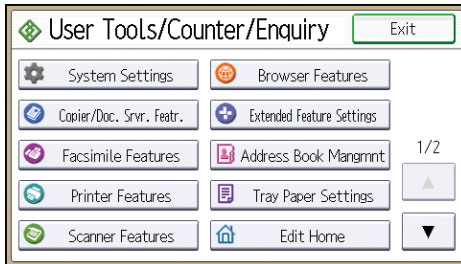 User Tools/Counter/Enquiry
Exit
System Settings
Browser Features
Copier/Doc. Srvr. Featr.
Extended Feature Settings
Facsimile Features
Address Book Mangmnt
1/2
Printer Features
Tray Paper Settings
Scanner Features
Edit Home